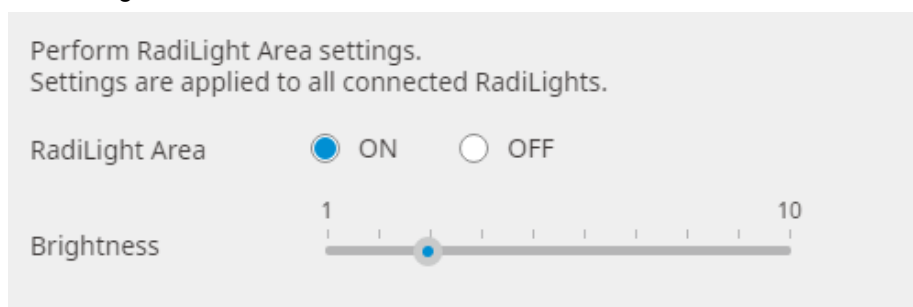 Perform RadiLight Area settings.
Settings are applied to all connected RadiLights.
RadiLight Area ON OFF
1 10
Brightness